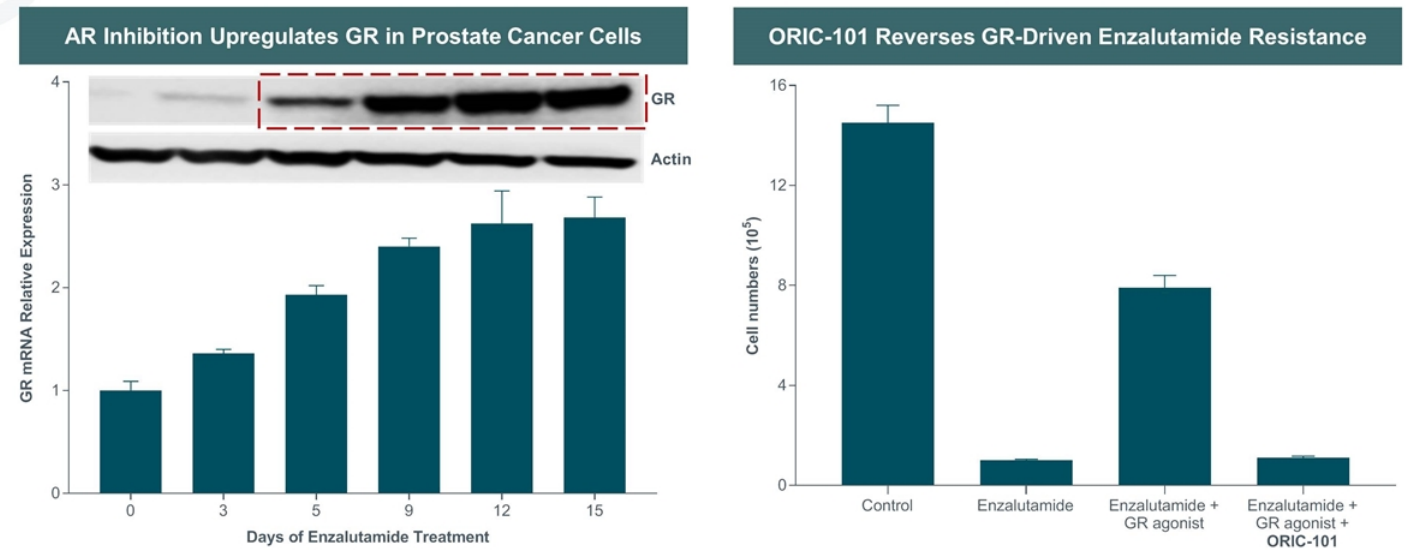 AR Inhibition Upregulates GR in Prostate Cancer Cells
4
3
2
1
0
GR mRNA Relative Expression
GR
Actin
0 3 5 9 12 15
Days of Enzalutamide Treatment
ORIC-101 Reverses GR-Driven Enzalutamide Resistance
16
12
8
4
0
Cell numbers (10⁵)
Control
Enzalutamide
Enzalutamide +
GR agonist
Enzalutamide +
GR agonist +
ORIC-101